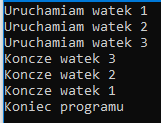 Uruchamiam watek 1
Uruchamiam watek 2
Uruchamiam watek 3
Koncze watek 3
Koncze watek 2
Koncze watek 1
Koniec programu